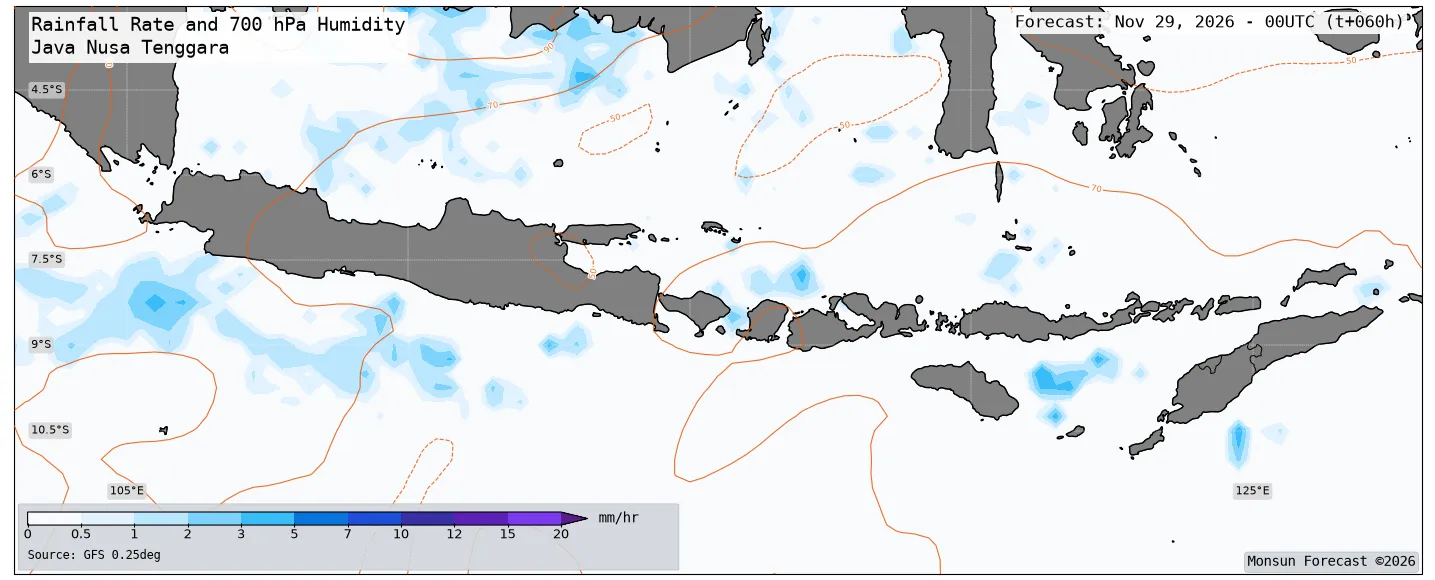 Rainfall Rate and 700 hPa Humidity
Java Nusa Tenggara
Forecast: Nov 29, 2026 - 00UTC (t+060h)
90
50
4.5°S
70
50
50
6°S
70
7.5°S
50
9°S
10.5°S
105°E
125°E
mm/hr
0 0.5 1 2 3 5 7 10 12 15 20
Source: GFS 0.25deg
Monsun Forecast ©2026